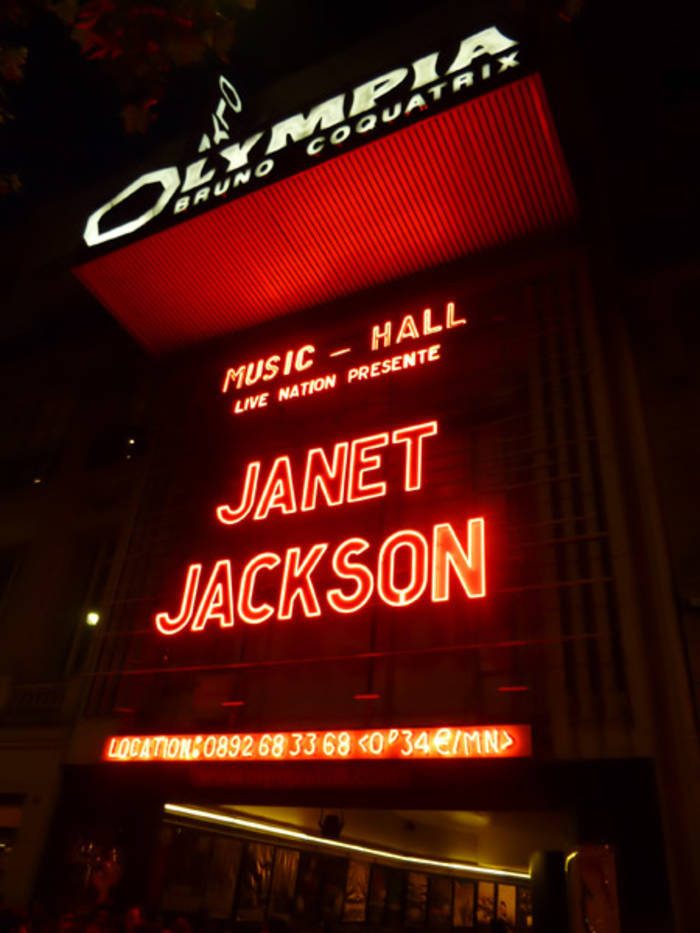 OLYMPIA
BRUNO COQUATRIX
MUSIC - HALL
LIVE NATION PRESENTE
JANET
JACKSON
LOCATION: 0892 68 33 68 <0€34€/MN>